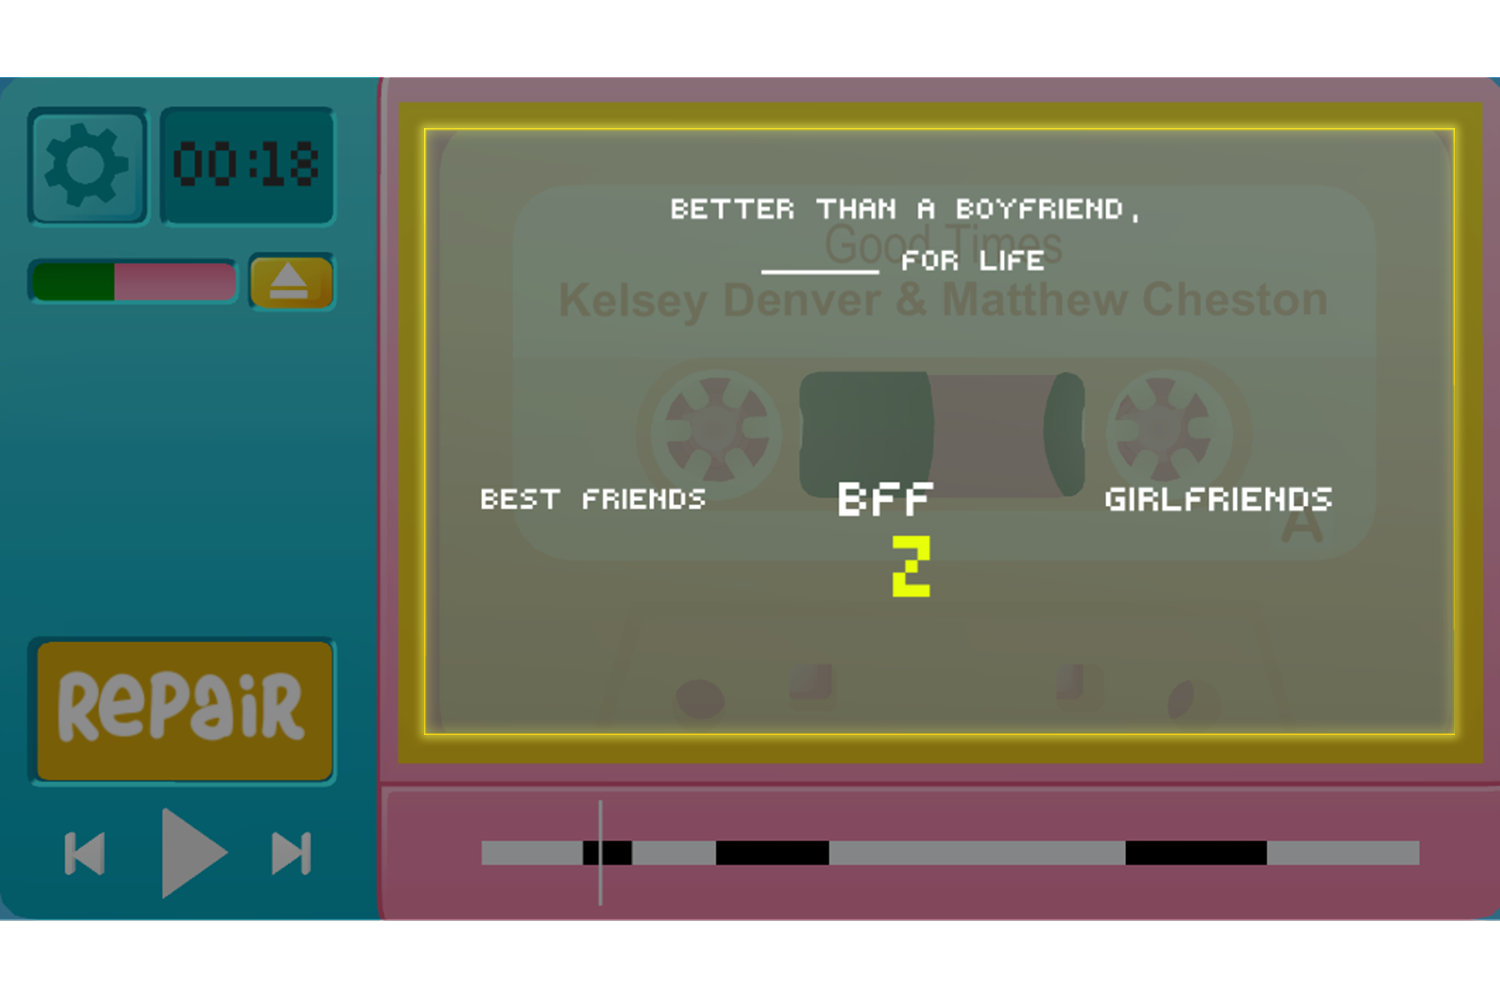 00:18
BETTER THAN A BOYFRIEND,
______ FOR LIFE
Good Times
Kelsey Denver & Matthew Cheston
BEST FRIENDS
BFF
GIRLFRIENDS
A
2
REPAIR